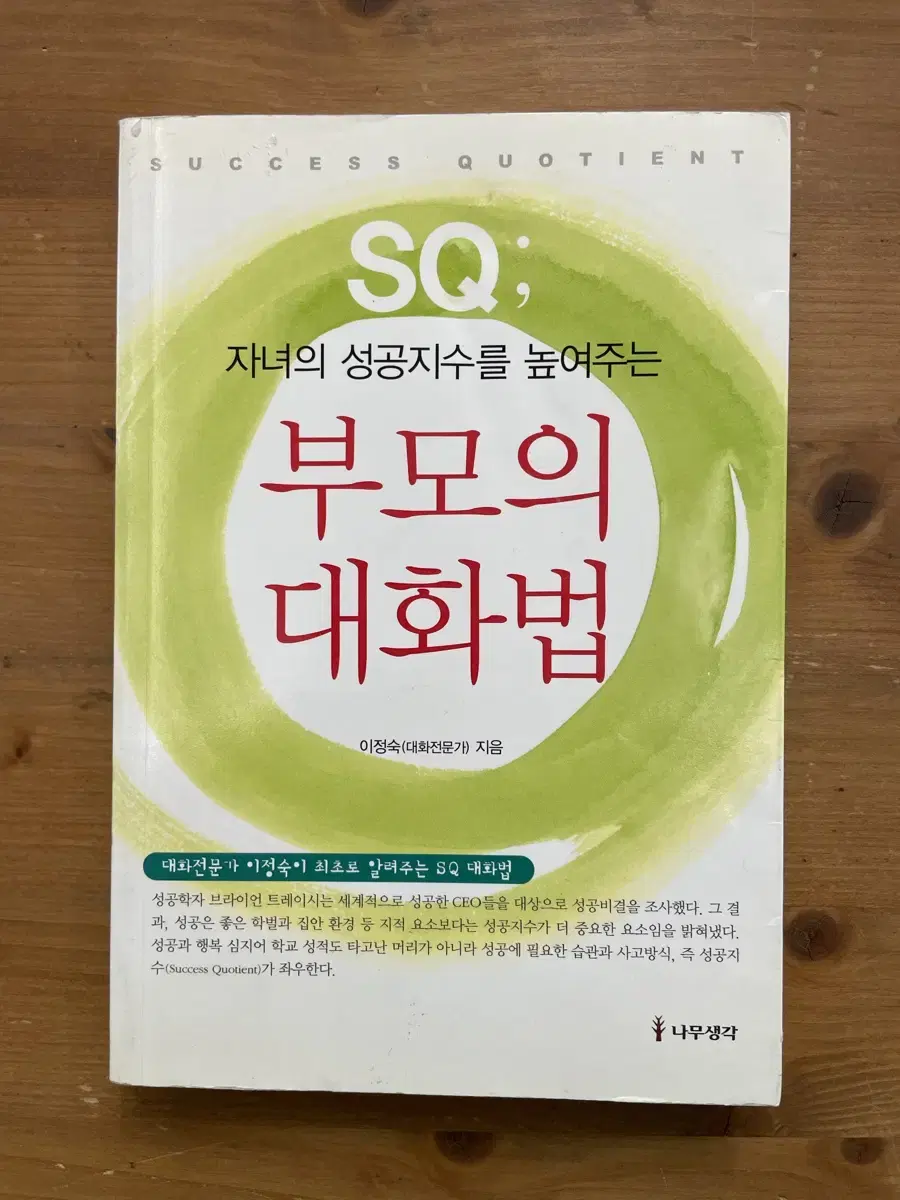 SUCCESS QUOTIENT
SQ;
자녀의 성공지수를 높여주는
부모의
대화법
이정숙(대화전문가) 지음
대화전문가 이정숙이 최초로 알려주는 SQ 대화법
성공학자 브라이언 트레이시는 세계적으로 성공한 CEO들을 대상으로 성공비결을 조사했다. 그 결
과, 성공은 좋은 학벌과 집안 환경 등 지적 요소보다는 성공지수가 더 중요한 요소임을 밝혀냈다.
성공과 행복 심지어 학교 성적도 타고난 머리가 아니라 성공에 필요한 습관과 사고방식, 즉 성공지
수(Success Quotient)가 좌우한다.
나무생각